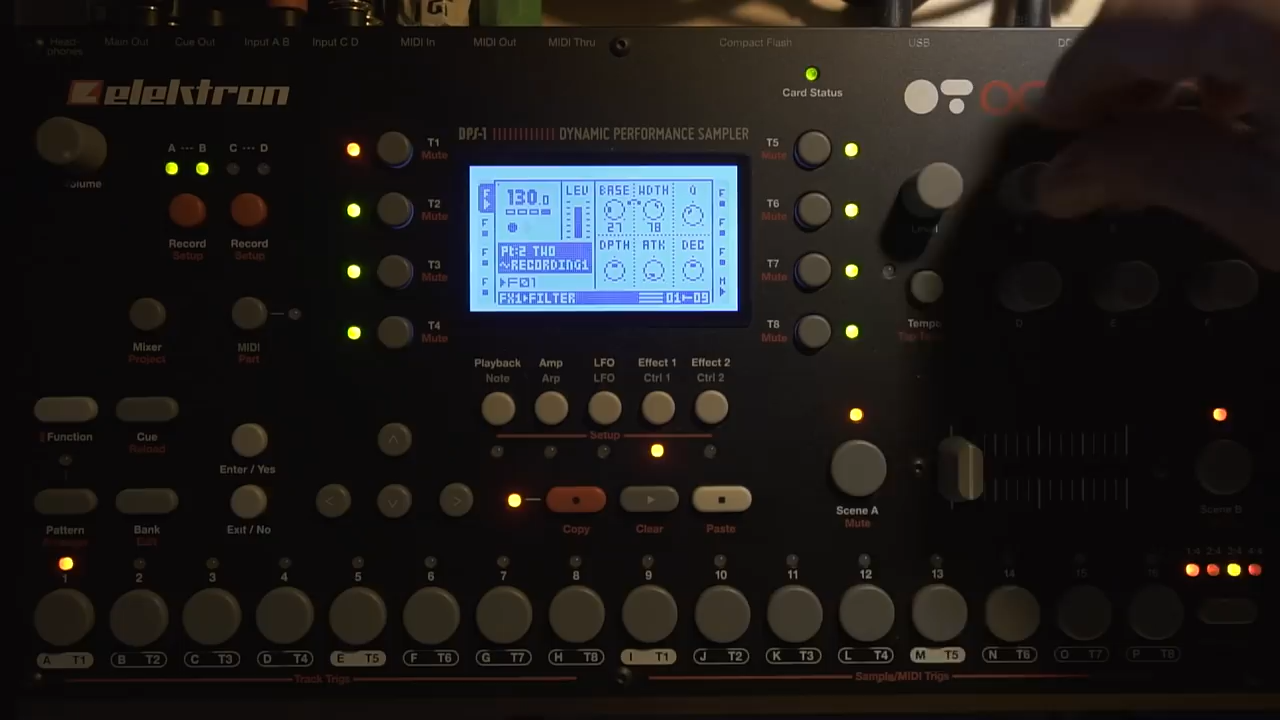 Head-
phones
Main Out
Cue Out
Input A B
Input C D
MIDI In
MIDI Out
MIDI Thru
Compact Flash
USB
DC
elektron
Card Status
DPS-1
DYNAMIC PERFORMANCE SAMPLER
A
B
C
D
T1
Mute
T2
Mute
T3
Mute
T4
Mute
T5
Mute
T6
Mute
T7
Mute
T8
Mute
Volume
Record
Setup
Record
Setup
Level
130.0
LEV
BASE
WDTH
Q
27
78
Pt:2 TWO
~RECORDING1
DPTH
ATK
DEC
F01
FX1
FILTER
01
09
Mixer
Project
MIDI
Part
Tempo
D
E
F
Playback
Note
Amp
Arp
LFO
LFO
Effect 1
Ctrl 1
Effect 2
Ctrl 2
Setup
Function
Cue
Reload
Enter / Yes
Pattern
Arranger
Bank
Edit
Exit / No
Copy
Clear
Paste
Scene A
Mute
Scene B
1:4
2:4
3:4
4:4
1
2
3
4
5
6
7
8
9
10
11
12
13
14
15
16
A T1
B T2
C T3
D T4
E T5
F T6
G T7
H T8
I T1
J T2
K T3
L T4
M T5
N T6
O T7
P T8
Track Trigs
Sample/MIDI Trigs